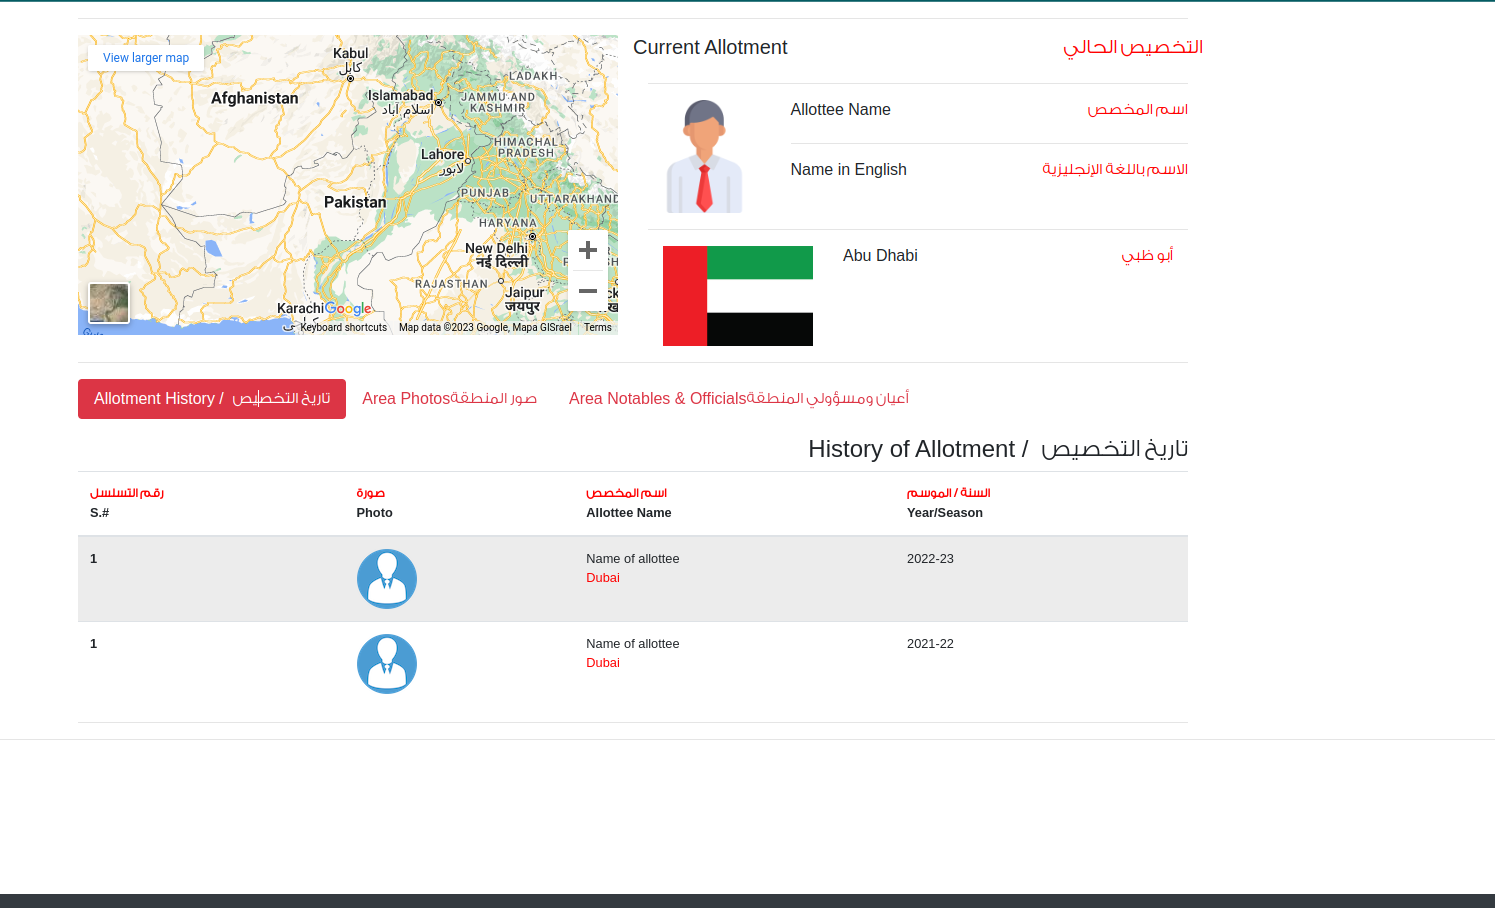 View larger map
Kabul
کابل
Afghanistan
LADAKH
Islamabad
اسلام آباد
JAMMU AND
KASHMIR
HIMACHAL
PRADESH
Lahore
لاہور
PUNJAB
Pakistan
UTTARAKHAND
HARYANA
New Delhi
नई दिल्ली
RAJASTHAN
Jaipur
जयपुर
Karachi
Google
Keyboard shortcuts
Map data ©2023 Google, Mapa GISrael
Terms
Current Allotment التخصيص الحالي
Allottee Name اسم المخصص
Name in English الاسم باللغة الإنجليزية
Abu Dhabi أبو ظبي
Allotment History / تاريخ التخصيص
Area Photosصور المنطقة
Area Notables & Officialsأعيان ومسؤولي المنطقة
History of Allotment / تاريخ التخصيص
رقم التسلسل صورة اسم المخصص السنة / الموسم
S.# Photo Allottee Name Year/Season
1 Name of allottee 2022-23
Dubai
1 Name of allottee 2021-22
Dubai